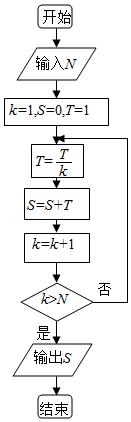 开始
输入N
k=1,S=0,T=1
T=T/k
S=S+T
k=k+1
k>N
否
是
输出S
结束